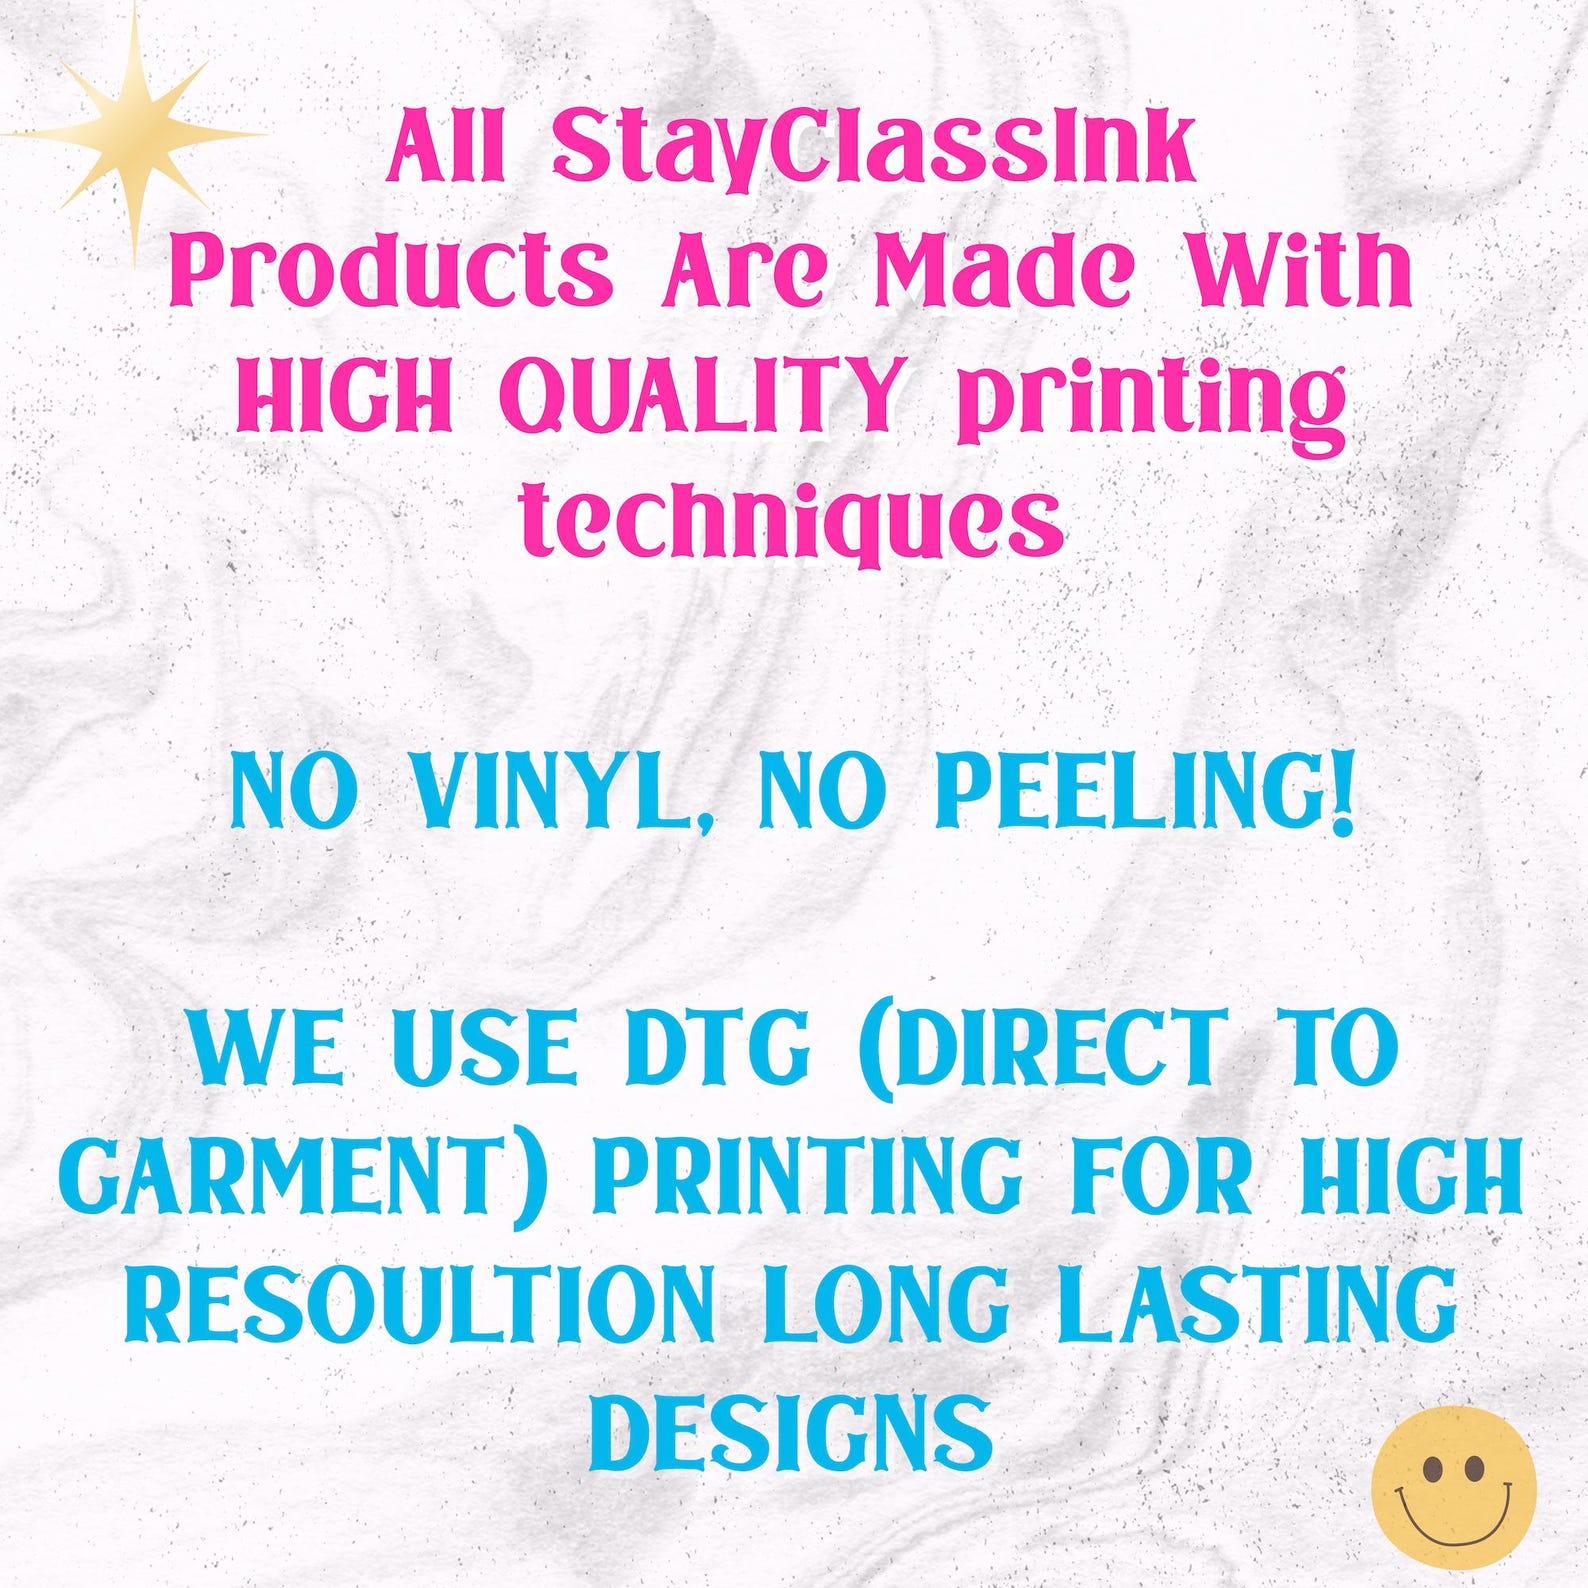 All StayClassInk
Products Are Made With
HIGH QUALITY printing
techniques
NO VINYL, NO PEELING!
WE USE DTG (DIRECT TO
GARMENT) PRINTING FOR HIGH
RESOULTION LONG LASTING
DESIGNS